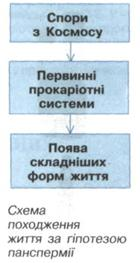 Спори
з Космосу
Первинні
прокаріотні
системи
Поява
складніших
форм життя
Схема
походження
життя за гіпотезою
панспермії